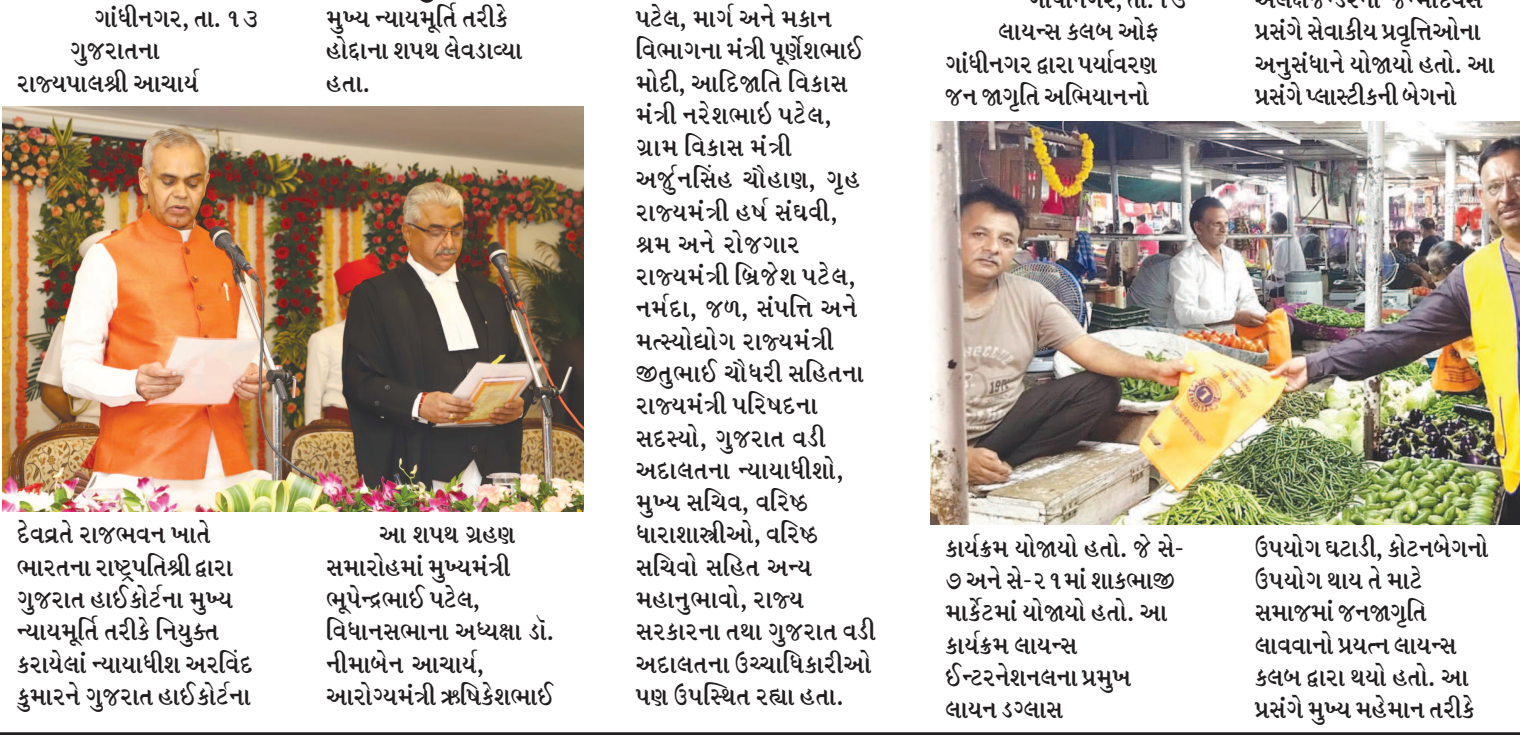 ગાંધીનગર, તા. ૧૩
ગુજરાતના
રાજ્યપાલશ્રી આચાર્ય
દેવવ્રતે રાજભવન ખાતે
ભારતના રાષ્ટ્રપતિશ્રી દ્વારા
ગુજરાત હાઈકોર્ટના મુખ્ય
ન્યાયમૂર્તિ તરીકે નિયુક્ત
કરાયેલાં ન્યાયાધીશ અરવિંદ
કુમારને ગુજરાત હાઈકોર્ટના
મુખ્ય ન્યાયમૂર્તિ તરીકે
હોદ્દાના શપથ લેવડાવ્યા
હતા.
આ શપથ ગ્રહણ
સમારોહમાં મુખ્યમંત્રી
ભૂપેન્દ્રભાઈ પટેલ,
વિધાનસભાના અધ્યક્ષા ડૉ.
નીમાબેન આચાર્ય,
આરોગ્યમંત્રી ઋષિકેશભાઈ
પટેલ, માર્ગ અને મકાન
વિભાગના મંત્રી પૂર્ણેશભાઈ
મોદી, આદિજાતિ વિકાસ
મંત્રી નરેશભાઇ પટેલ,
ગ્રામ વિકાસ મંત્રી
અર્જુનસિંહ ચૌહાણ, ગૃહ
રાજ્યમંત્રી હર્ષ સંઘવી,
શ્રમ અને રોજગાર
રાજ્યમંત્રી બ્રિજેશ પટેલ,
નર્મદા, જળ, સંપત્તિ અને
મત્સ્યોદ્યોગ રાજ્યમંત્રી
જીતુભાઈ ચૌધરી સહિતના
રાજ્યમંત્રી પરિષદના
સદસ્યો, ગુજરાત વડી
અદાલતના ન્યાયાધીશો,
મુખ્ય સચિવ, વરિષ્ઠ
ધારાશાસ્ત્રીઓ, વરિષ્ઠ
સચિવો સહિત અન્ય
મહાનુભાવો, રાજ્ય
સરકારના તથા ગુજરાત વડી
અદાલતના ઉચ્ચાધિકારીઓ
પણ ઉપસ્થિત રહ્યા હતા.
ગાંધીનગર, તા. ૧૩
લાયન્સ કલબ ઓફ
ગાંધીનગર દ્વારા પર્યાવરણ
જન જાગૃતિ અભિયાનનો
કાર્યક્રમ યોજાયો હતો. જે સે-
૭ અને સે-૨૧માં શાકભાજી
માર્કેટમાં યોજાયો હતો. આ
કાર્યક્રમ લાયન્સ
ઈન્ટરનેશનલના પ્રમુખ
લાયન ડગ્લાસ
પ્રસંગે સેવાકીય પ્રવૃત્તિઓના
અનુસંધાને યોજાયો હતો. આ
પ્રસંગે પ્લાસ્ટીકની બેગનો
ઉપયોગ ઘટાડી, કોટનબેગનો
ઉપયોગ થાય તે માટે
સમાજમાં જનજાગૃતિ
લાવવાનો પ્રયત્ન લાયન્સ
કલબ દ્વારા થયો હતો. આ
પ્રસંગે મુખ્ય મહેમાન તરીકે